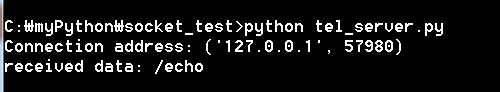 C:₩myPython₩socket_test>python tel_server.py
Connection address: ('127.0.0.1', 57980)
received data: /echo